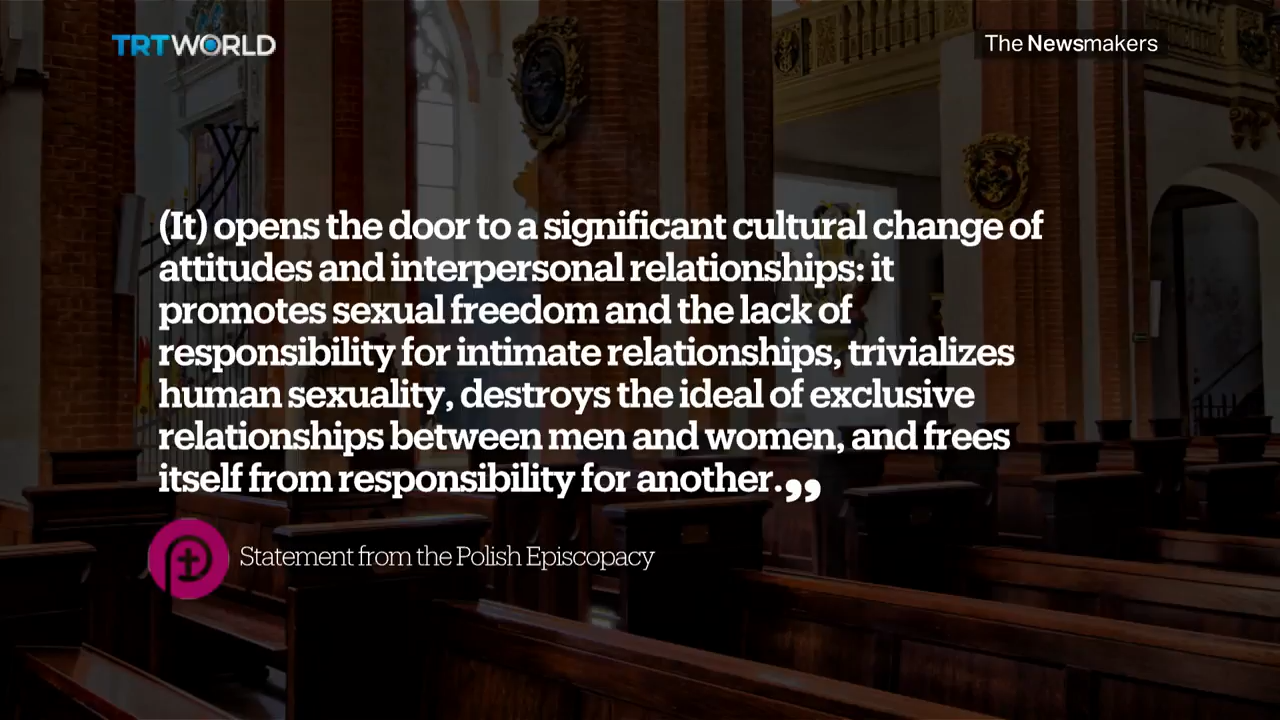 TRTWORLD
The Newsmakers
(It) opens the door to a significant cultural change of
attitudes and interpersonal relationships: it
promotes sexual freedom and the lack of
responsibility for intimate relationships, trivializes
human sexuality, destroys the ideal of exclusive
relationships between men and women, and frees
itself from responsibility for another.”
Statement from the Polish Episcopacy